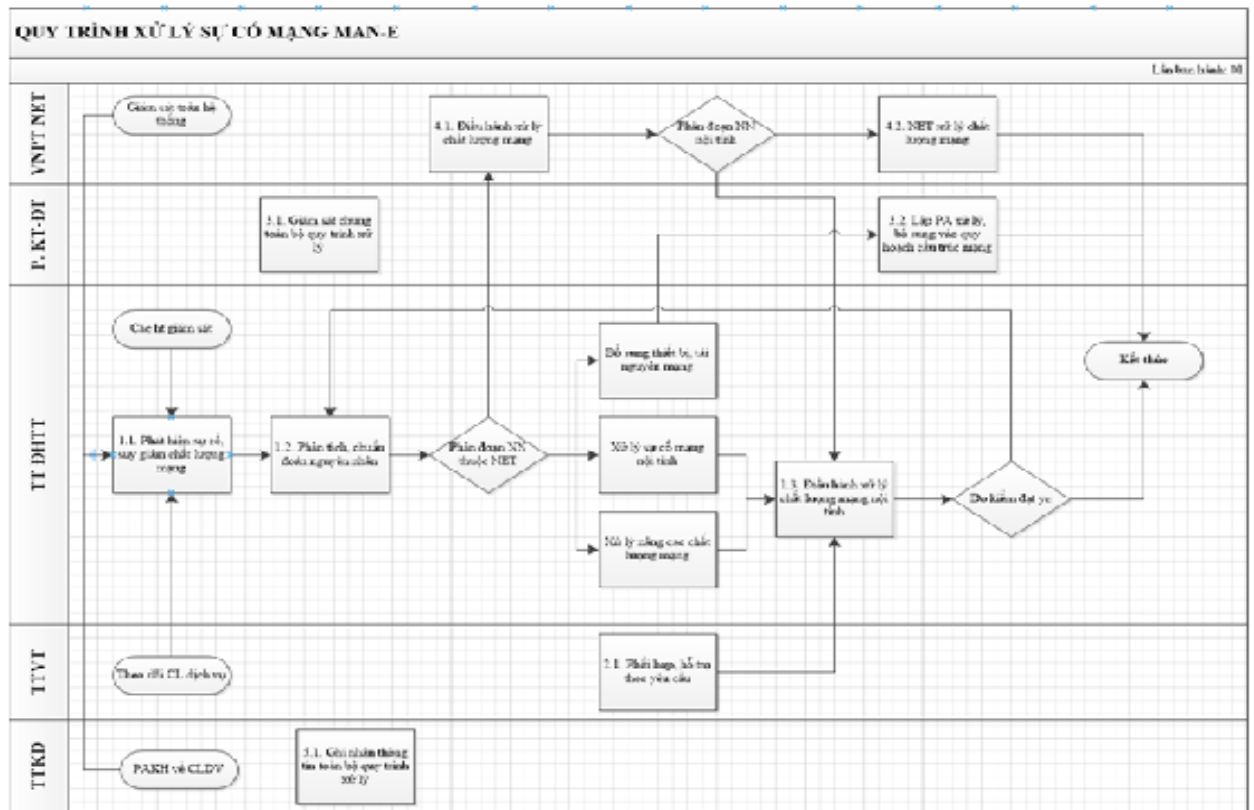 QUY TRÌNH XỬ LÝ SỰ CỐ MẠNG MAN-E
Lần ban hành: 01
VNPT NET
Giám sát toàn hệ
thống
4.1. Điều hành xử lý
chất lượng mạng
Phân đoạn NN
nội tỉnh
4.2. NET xử lý chất
lượng mạng
P. KT-ĐT
3.1. Giám sát chung
toàn bộ quy trình xử
lý
3.2. Lập PA xử lý,
bổ sung vào quy
hoạch cấu trúc mạng
TT ĐHTT
Các ht giám sát
Bổ sung thiết bị, tài
nguyên mạng
Kết thúc
1.1. Phát hiện sự cố,
suy giảm chất lượng
mạng
1.2. Phân tích, chuẩn
đoán nguyên nhân
Phân đoạn NN
thuộc NET
Xử lý sự cố mạng
nội tỉnh
1.3. Điều hành xử lý
chất lượng mạng nội
tỉnh
Đo kiểm đạt yc
Xử lý nâng cao chất
lượng mạng
TTVT
Theo dõi CL dịch vụ
2.1. Phối hợp, hỗ trợ
theo yêu cầu
TTKD
PAKH về CLDV
5.1. Ghi nhận thông
tin toàn bộ quy trình
xử lý